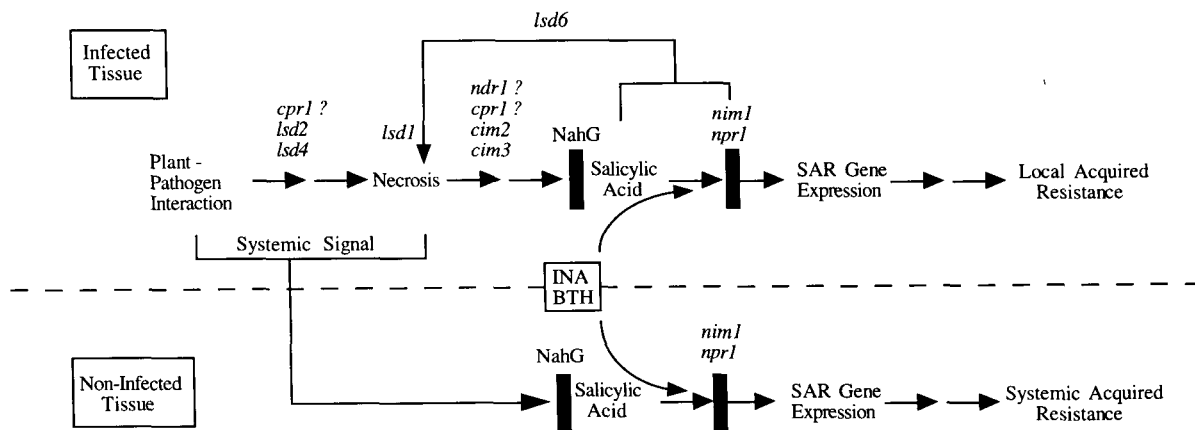 lsd6
Infected
Tissue
ndr1 ?
cpr1 ?
cpr1 ?
nim1
lsd2
lsd1
cim2
NahG
npr1
lsd4
cim3
Plant -
Pathogen
Interaction
Necrosis
Salicylic
Acid
SAR Gene
Expression
Local Acquired
Resistance
Systemic Signal
INA
BTH
nim1
npr1
NahG
Non-Infected
Tissue
Salicylic
Acid
SAR Gene
Expression
Systemic Acquired
Resistance